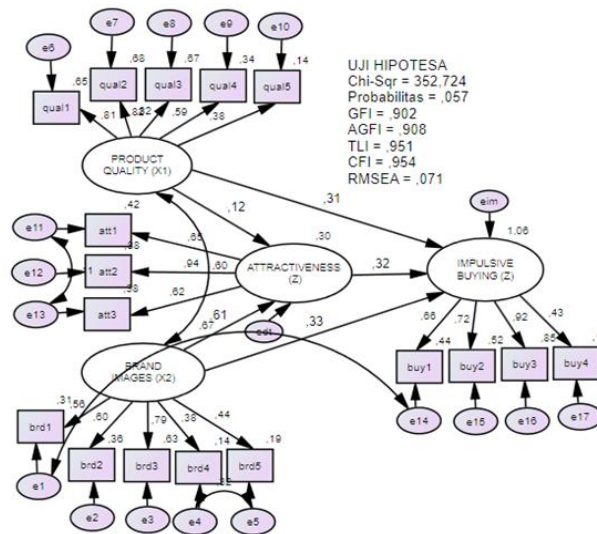 e7
e8
e9
e10
e6
,68
,67
,34
,14
,65
qual2
qual3
qual4
qual5
qual1
,81
,59
,38
UJI HIPOTESA
Chi-Sqr = 352,724
Probabilitas = ,057
GFI = ,902
AGFI = ,908
TLI = ,951
CFI = ,954
RMSEA = ,071
PRODUCT
QUALITY (X1)
,12
,31
eim
1,06
e11
,42
att1
,65
,30
e12
att2
,94
,60
ATTRACTIVENESS
(Z)
,32
IMPULSIVE
BUYING (Z)
e13
att3
,62
,67
,61
,33
,66
,72
,92
,43
,44
,52
,85
buy1
buy2
buy3
buy4
BRAND
IMAGES (X2)
e14
e15
e16
e17
,31
,56
,60
,79
,38
,44
brd1
,36
,63
,14
,19
brd2
brd3
brd4
brd5
e1
e2
e3
e4
e5